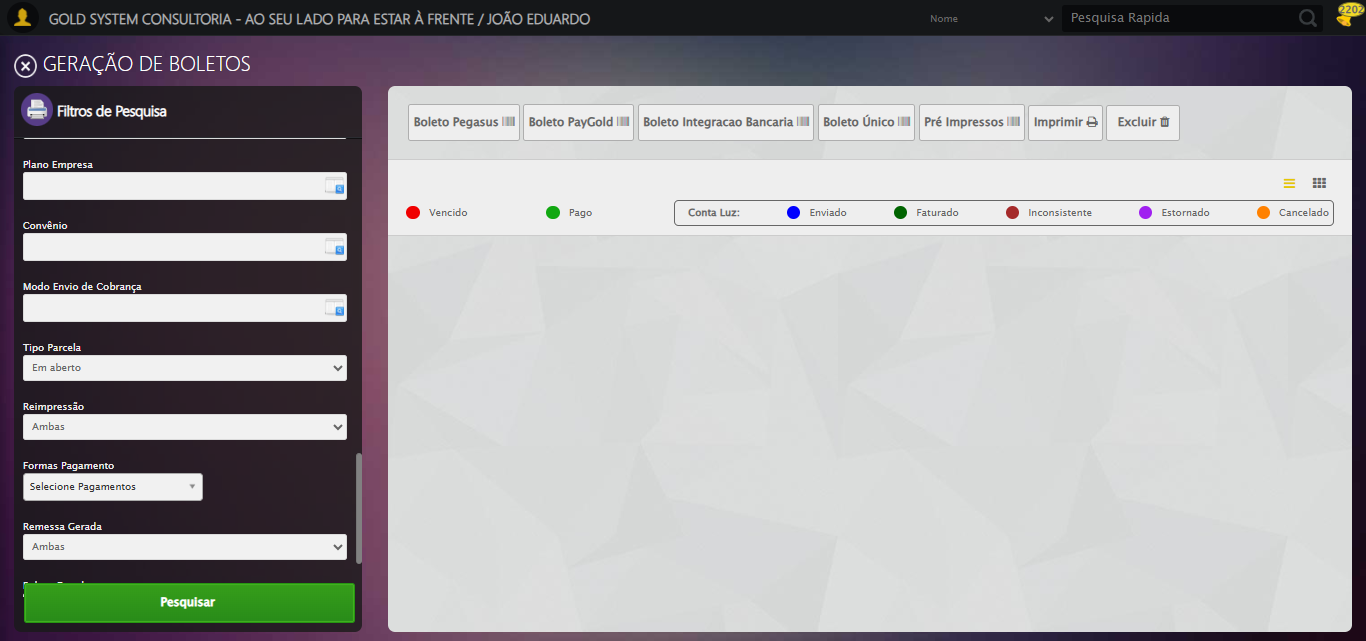 GOLD SYSTEM CONSULTORIA - AO SEU LADO PARA ESTAR À FRENTE / JOÃO EDUARDO
Nome
Pesquisa Rapida
2202
GERAÇÃO DE BOLETOS
Filtros de Pesquisa
Plano Empresa
Convênio
Modo Envio de Cobrança
Tipo Parcela
Em aberto
Reimpressão
Ambas
Formas Pagamento
Selecione Pagamentos
Remessa Gerada
Ambas
Pesquisar
Boleto Pegasus
Boleto PayGold
Boleto Integracao Bancaria
Boleto Único
Pré Impressos
Imprimir
Excluir
Vencido
Pago
Conta Luz:
Enviado
Faturado
Inconsistente
Estornado
Cancelado